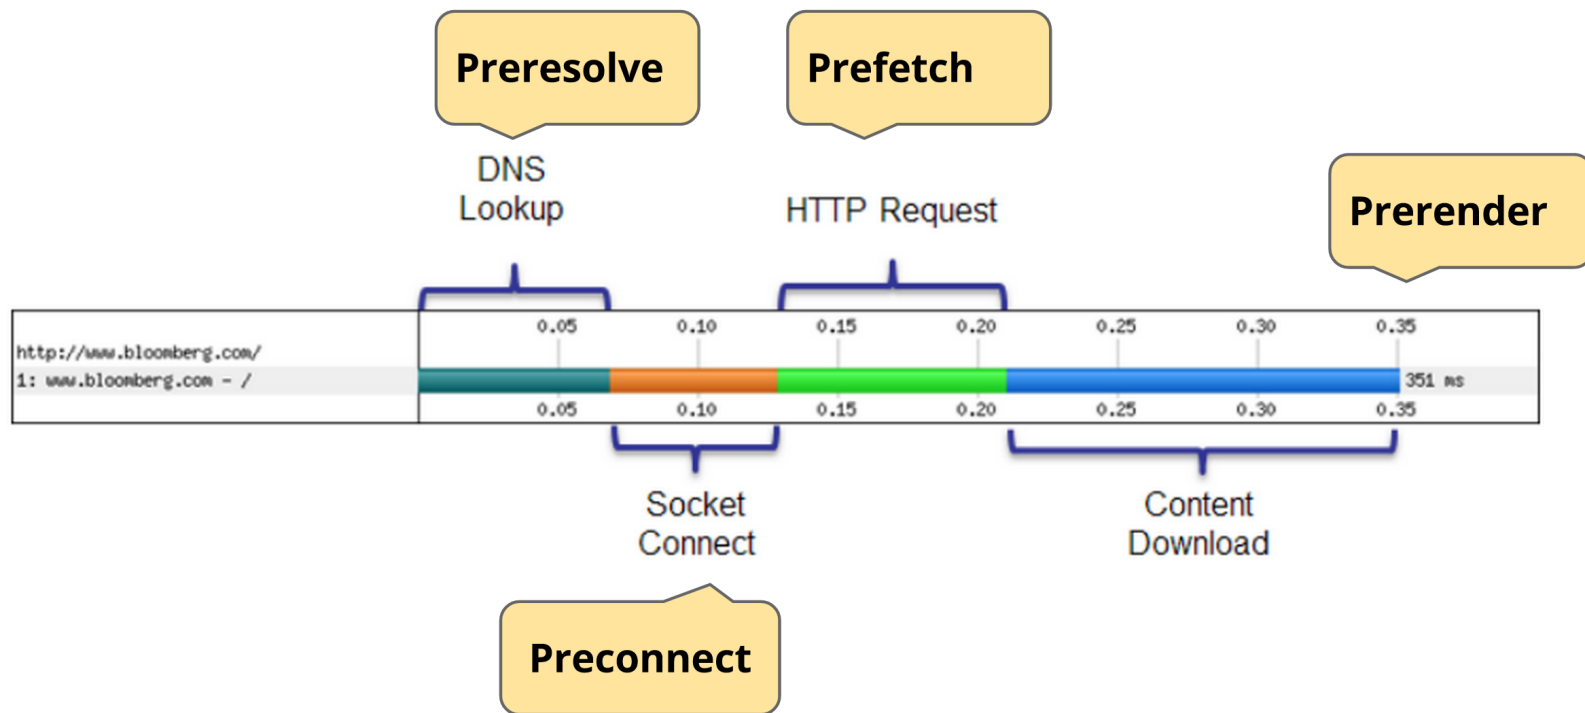 Preresolve
Prefetch
DNS
Lookup
HTTP Request
Prerender
0.05 0.10 0.15 0.20 0.25 0.30 0.35
http://www.bloomberg.com/
1: www.bloomberg.com - /
351 ms
0.05 0.10 0.15 0.20 0.25 0.30 0.35
Socket
Connect
Content
Download
Preconnect